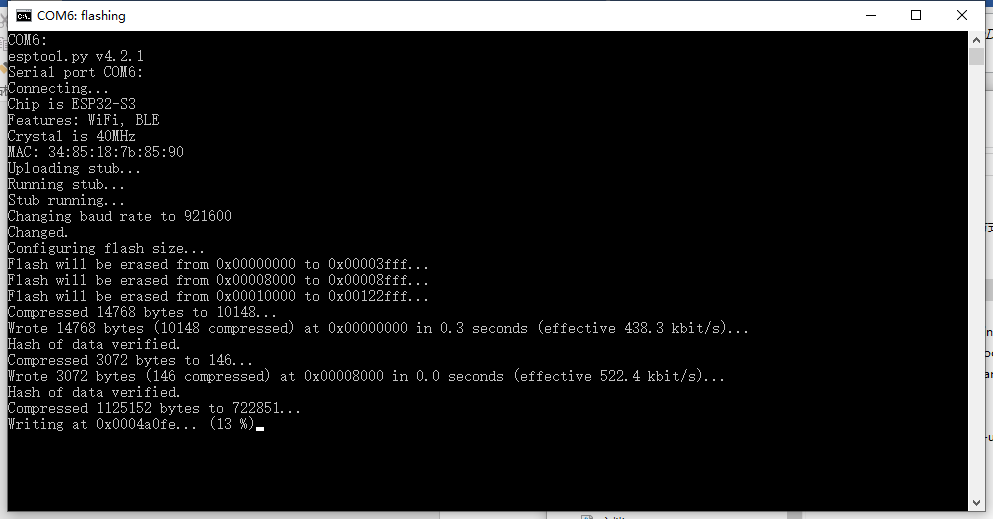 COM6: flashing
COM6:
esptool.py v4.2.1
Serial port COM6:
Connecting...
Chip is ESP32-S3
Features: WiFi, BLE
Crystal is 40MHz
MAC: 34:85:18:7b:85:90
Uploading stub...
Running stub...
Stub running...
Changing baud rate to 921600
Changed.
Configuring flash size...
Flash will be erased from 0x00000000 to 0x00003fff...
Flash will be erased from 0x00008000 to 0x00008fff...
Flash will be erased from 0x00010000 to 0x00122fff...
Compressed 14768 bytes to 10148...
Wrote 14768 bytes (10148 compressed) at 0x00000000 in 0.3 seconds (effective 438.3 kbit/s)...
Hash of data verified.
Compressed 3072 bytes to 146...
Wrote 3072 bytes (146 compressed) at 0x00008000 in 0.0 seconds (effective 522.4 kbit/s)...
Hash of data verified.
Compressed 1125152 bytes to 722851...
Writing at 0x0004a0fe... (13 %)